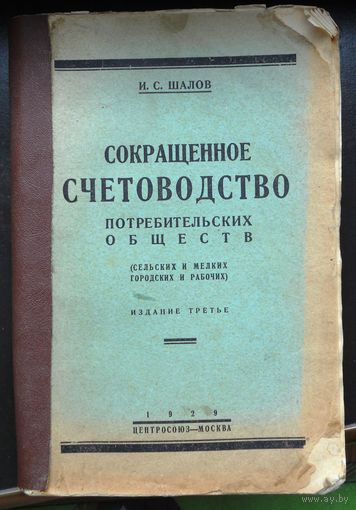 И. С. ШАЛОВ
СОКРАЩЕННОЕ
СЧЕТОВОДСТВО
ПОТРЕБИТЕЛЬСКИХ
ОБЩЕСТВ
(СЕЛЬСКИХ И МЕЛКИХ
ГОРОДСКИХ И РАБОЧИХ)
ИЗДАНИЕ ТРЕТЬЕ
1929
ЦЕНТРОСОЮЗ—МОСКВА
www.ay.by